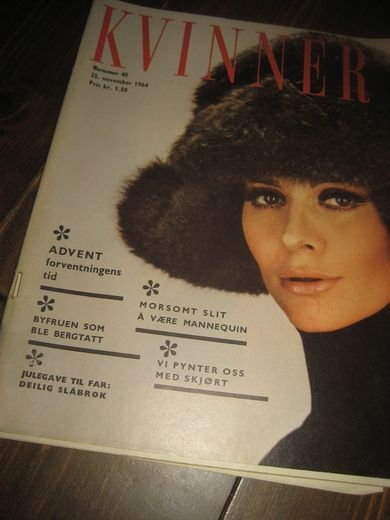 KVINNER
Nummer 48
25. november 1964
Pris kr. 1.50
ADVENT
forventningens
tid
MORSOMT SLIT
Å VÆRE MANNEQUIN
BYFRUEN SOM
BLE BERGTATT
VI PYNTER OSS
MED SKJØRT
JULEGAVE TIL FAR:
DEILIG SLÅBROK